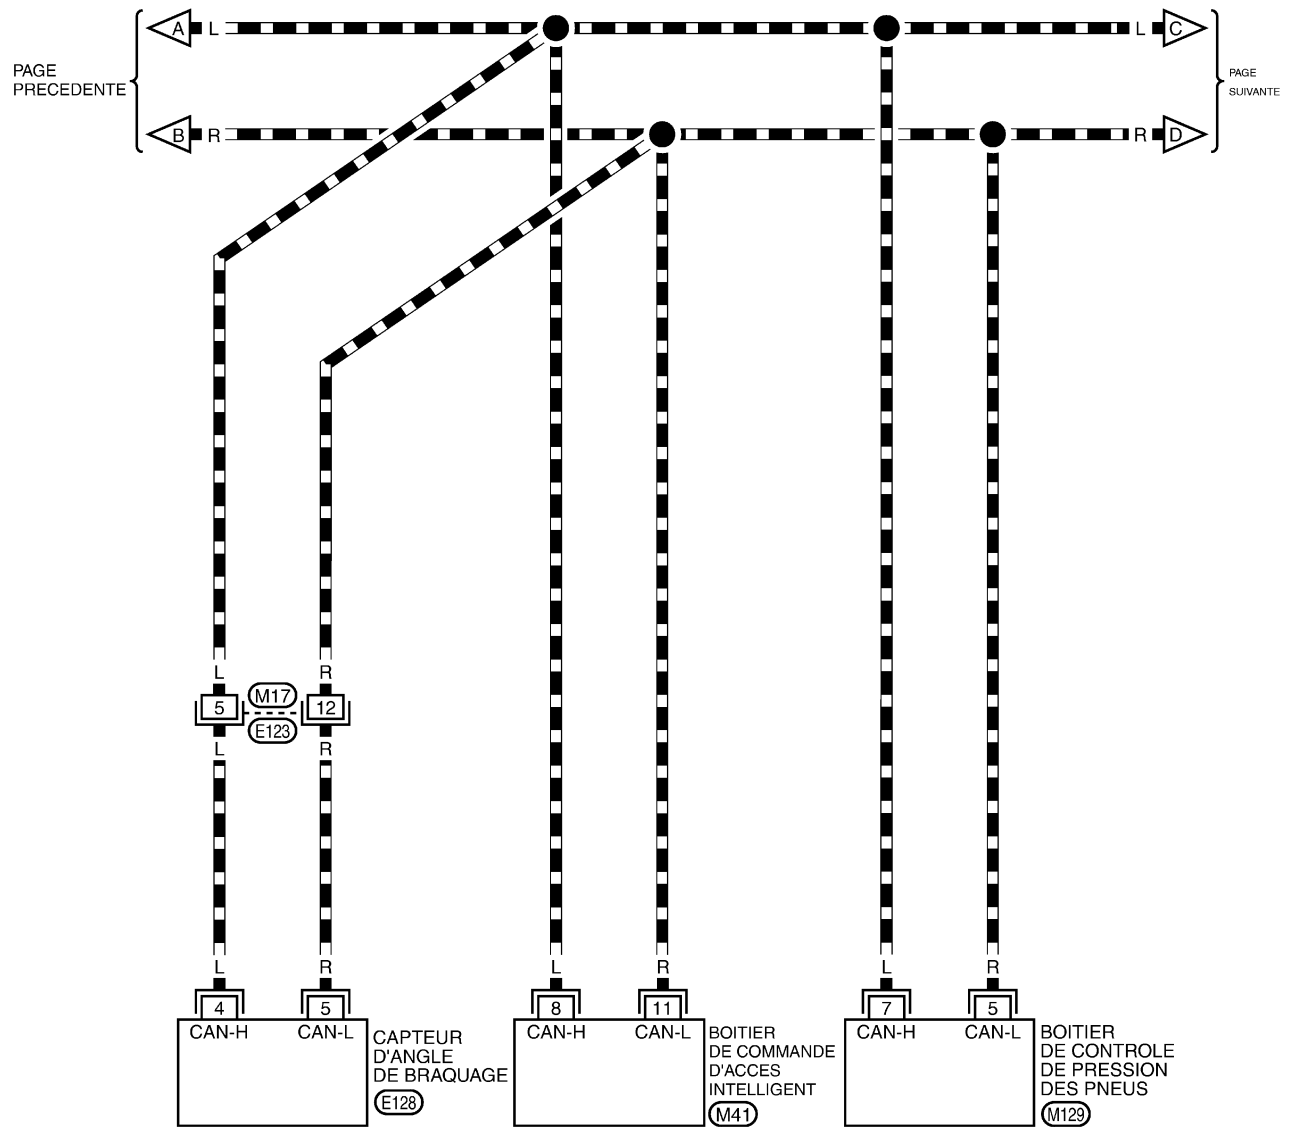 A L L C
PAGE
PRECEDENTE
PAGE
SUIVANTE
B R R D
L R
5 M17 12
E123
L R
L R L R L R
4 5 8 11 7 5
CAN-H CAN-L CAN-H CAN-L CAN-H CAN-L
CAPTEUR
D'ANGLE
DE BRAQUAGE
E128
BOITIER
DE COMMANDE
D'ACCES
INTELLIGENT
M41
BOITIER
DE CONTROLE
DE PRESSION
DES PNEUS
M129